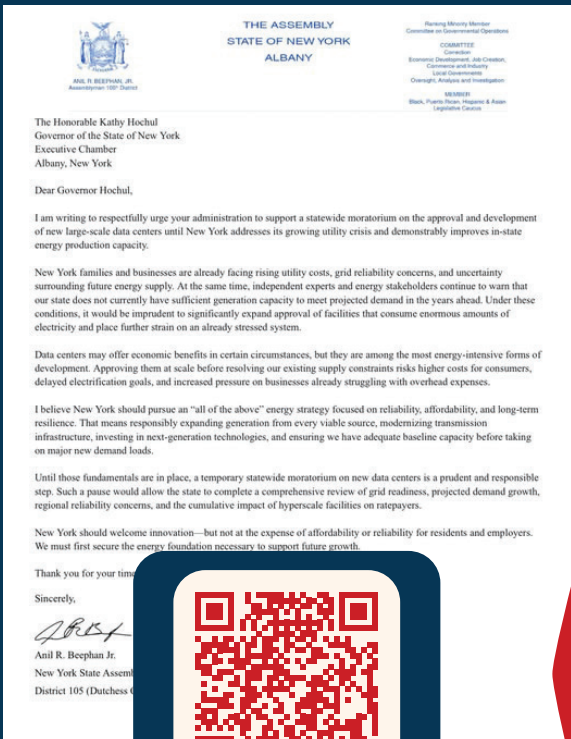 THE ASSEMBLY
STATE OF NEW YORK
ALBANY
ANIL R. BEEPHAN, JR.
Assemblyman 105th District
Ranking Minority Member
Committee on Governmental Operations
COMMITTEE
Correction
Economic Development, Job Creation,
Commerce and Industry
Local Governments
Oversight, Analysis and Investigation
MEMBER
Black, Puerto Rican, Hispanic & Asian
Legislative Caucus
The Honorable Kathy Hochul
Governor of the State of New York
Executive Chamber
Albany, New York
Dear Governor Hochul,
I am writing to respectfully urge your administration to support a statewide moratorium on the approval and development
of new large-scale data centers until New York addresses its growing utility crisis and demonstrably improves in-state
energy production capacity.
New York families and businesses are already facing rising utility costs, grid reliability concerns, and uncertainty
surrounding future energy supply. At the same time, independent experts and energy stakeholders continue to warn that
our state does not currently have sufficient generation capacity to meet projected demand in the years ahead. Under these
conditions, it would be imprudent to significantly expand approval of facilities that consume enormous amounts of
electricity and place further strain on an already stressed system.
Data centers may offer economic benefits in certain circumstances, but they are among the most energy-intensive forms of
development. Approving them at scale before resolving our existing supply constraints risks higher costs for consumers,
delayed electrification goals, and increased pressure on businesses already struggling with overhead expenses.
I believe New York should pursue an “all of the above” energy strategy focused on reliability, affordability, and long-term
resilience. That means responsibly expanding generation from every viable source, modernizing transmission
infrastructure, investing in next-generation technologies, and ensuring we have adequate baseline capacity before taking
on major new demand loads.
Until those fundamentals are in place, a temporary statewide moratorium on new data centers is a prudent and responsible
step. Such a pause would allow the state to complete a comprehensive review of grid readiness, projected demand growth,
regional reliability concerns, and the cumulative impact of hyperscale facilities on ratepayers.
New York should welcome innovation—but not at the expense of affordability or reliability for residents and employers.
We must first secure the energy foundation necessary to support future growth.
Thank you for your time
Sincerely,
Anil R. Beephan Jr.
New York State Assem
District 105 (Dutchess